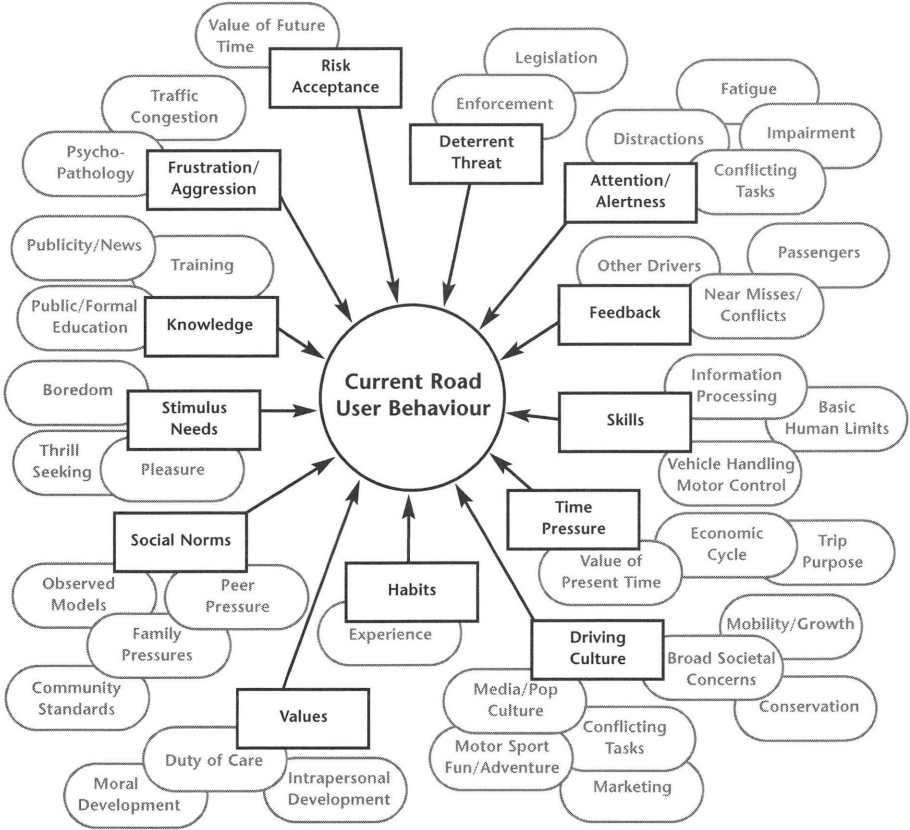 Value of Future
Time
Risk
Acceptance
Legislation
Enforcement
Deterrent
Threat
Fatigue
Impairment
Distractions
Conflicting
Tasks
Attention/
Alertness
Traffic
Congestion
Psycho-
Pathology
Frustration/
Aggression
Publicity/News
Training
Public/Formal
Education
Knowledge
Passengers
Other Drivers
Near Misses/
Conflicts
Feedback
Current Road
User Behaviour
Boredom
Stimulus
Needs
Thrill
Seeking
Pleasure
Information
Processing
Basic
Human Limits
Skills
Vehicle Handling
Motor Control
Time
Pressure
Economic
Cycle
Trip
Purpose
Value of
Present Time
Social Norms
Observed
Models
Peer
Pressure
Family
Pressures
Community
Standards
Habits
Experience
Driving
Culture
Mobility/Growth
Broad Societal
Concerns
Conservation
Media/Pop
Culture
Conflicting
Tasks
Motor Sport
Fun/Adventure
Marketing
Values
Duty of Care
Moral
Development
Intrapersonal
Development